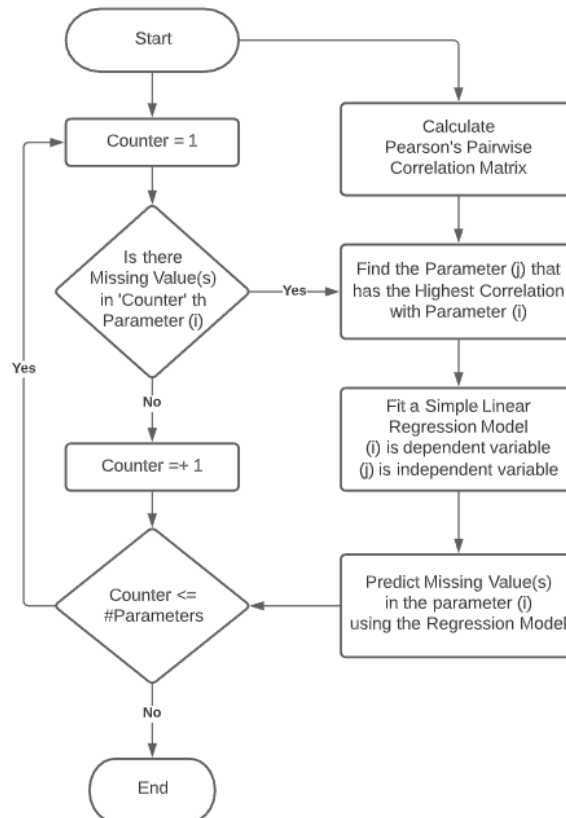 Start
Counter = 1
Is there
Missing Value(s)
in 'Counter' th
Parameter (i)
Yes
No
Counter =+ 1
Counter <=
#Parameters
Yes
No
End
Calculate
Pearson's Pairwise
Correlation Matrix
Find the Parameter (j) that
has the Highest Correlation
with Parameter (i)
Fit a Simple Linear
Regression Model
(i) is dependent variable
(j) is independent variable
Predict Missing Value(s)
in the parameter (i)
using the Regression Model